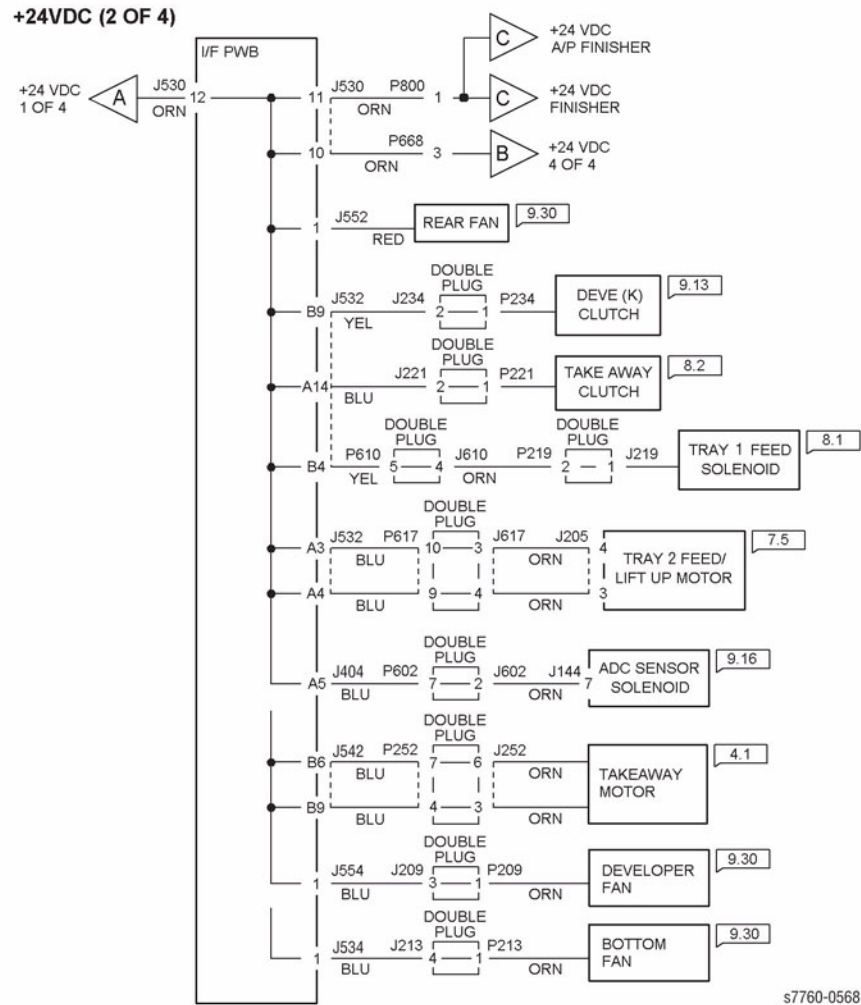 +24VDC (2 OF 4)
I/F PWB
C +24 VDC
A/P FINISHER
+24 VDC
1 OF 4
A J530 12
ORN
11 J530 P800 1
ORN
C +24 VDC
FINISHER
10 P668 3
ORN
B +24 VDC
4 OF 4
1 J552
RED
REAR FAN 9.30
DOUBLE
PLUG
B9 J532 J234 2 1 P234
YEL
DEVE (K)
CLUTCH
9.13
DOUBLE
PLUG
A14 J221 2 1 P221
BLU
TAKE AWAY
CLUTCH
8.2
DOUBLE
PLUG
DOUBLE
PLUG
B4 P610 5 4 J610 P219 2 1 J219
YEL ORN
TRAY 1 FEED
SOLENOID
8.1
DOUBLE
PLUG
A3 J532 P617 10 3 J617 J205 4
BLU ORN
A4 9 4 3
BLU ORN
TRAY 2 FEED/
LIFT UP MOTOR
7.5
DOUBLE
PLUG
A5 J404 P602 7 2 J602 J144 7
BLU ORN
ADC SENSOR
SOLENOID
9.16
DOUBLE
PLUG
B6 J542 P252 7 6 J252
BLU ORN
B9 4 3
BLU ORN
TAKEAWAY
MOTOR
4.1
DOUBLE
PLUG
1 J554 J209 3 1 P209
BLU ORN
DEVELOPER
FAN
9.30
DOUBLE
PLUG
1 J534 J213 4 1 P213
BLU ORN
BOTTOM
FAN
9.30
s7760-0568